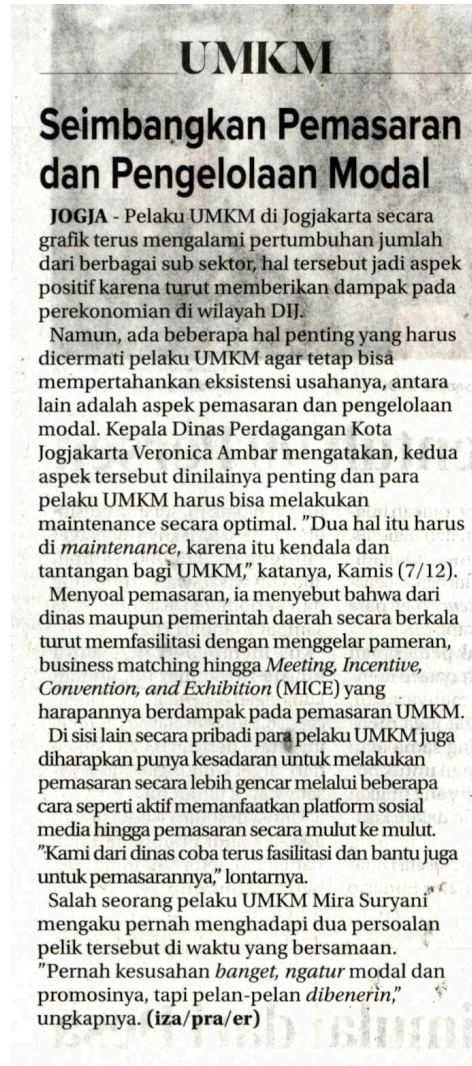 UMKM
Seimbangkan Pemasaran
dan Pengelolaan Modal
JOGJA - Pelaku UMKM di Jogjakarta secara
grafik terus mengalami pertumbuhan jumlah
dari berbagai sub sektor, hal tersebut jadi aspek
positif karena turut memberikan dampak pada
perekonomian di wilayah DIJ.
Namun, ada beberapa hal penting yang harus
dicermati pelaku UMKM agar tetap bisa
mempertahankan eksistensi usahanya, antara
lain adalah aspek pemasaran dan pengelolaan
modal. Kepala Dinas Perdagangan Kota
Jogjakarta Veronica Ambar mengatakan, kedua
aspek tersebut dinilainya penting dan para
pelaku UMKM harus bisa melakukan
maintenance secara optimal. "Dua hal itu harus
di maintenance, karena itu kendala dan
tantangan bagi UMKM," katanya, Kamis (7/12).
Menyoal pemasaran, ia menyebut bahwa dari
dinas maupun pemerintah daerah secara berkala
turut memfasilitasi dengan menggelar pameran,
business matching hingga Meeting, Incentive,
Convention, and Exhibition (MICE) yang
harapannya berdampak pada pemasaran UMKM.
Di sisi lain secara pribadi para pelaku UMKM juga
diharapkan punya kesadaran untuk melakukan
pemasaran secara lebih gencar melalui beberapa
cara seperti aktif memanfaatkan platform sosial
media hingga pemasaran secara mulut ke mulut.
"Kami dari dinas coba terus fasilitasi dan bantu juga
untuk pemasarannya," lontarnya.
Salah seorang pelaku UMKM Mira Suryani
mengaku pernah menghadapi dua persoalan
pelik tersebut di waktu yang bersamaan.
"Pernah kesusahan banget, ngatur modal dan
promosinya, tapi pelan-pelan dibenerin,"
ungkapnya. (iza/pra/er)